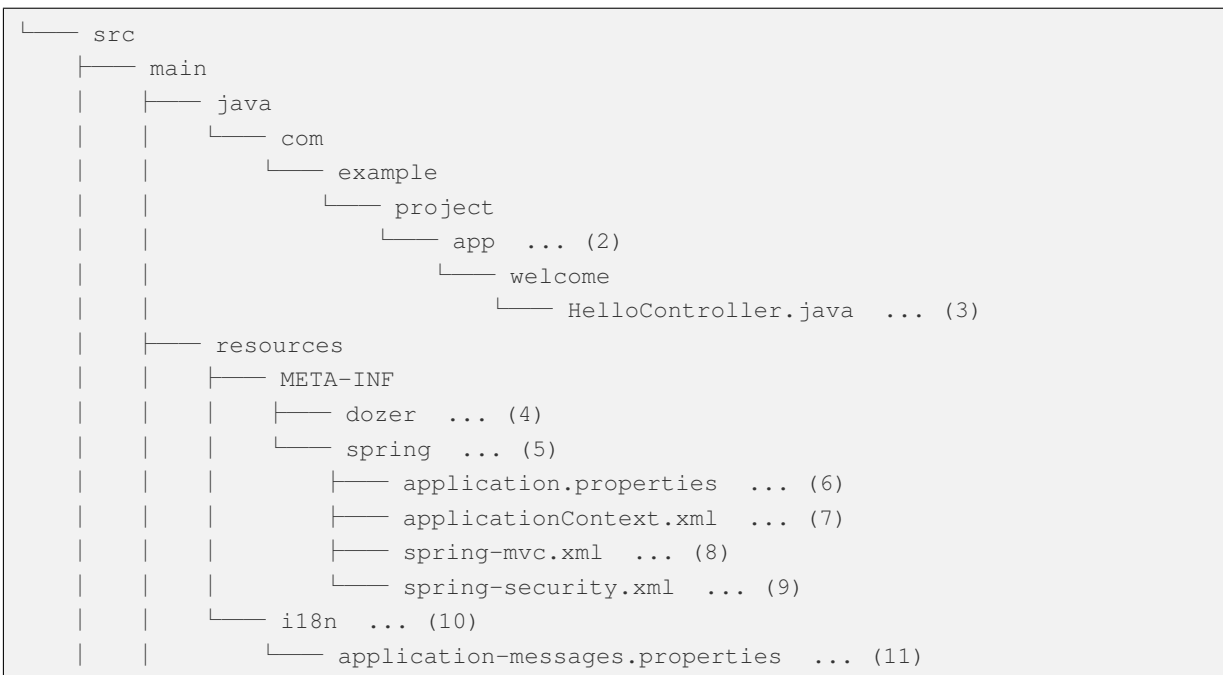 └── src
    ├── main
    │   ├── java
    │   │   └── com
    │   │       └── example
    │   │           └── project
    │   │               └── app  ... (2)
    │   │                   └── welcome
    │   │                       └── HelloController.java  ... (3)
    │   ├── resources
    │   │   ├── META-INF
    │   │   │   ├── dozer  ... (4)
    │   │   │   └── spring  ... (5)
    │   │   │       ├── application.properties  ... (6)
    │   │   │       ├── applicationContext.xml  ... (7)
    │   │   │       ├── spring-mvc.xml  ... (8)
    │   │   │       └── spring-security.xml  ... (9)
    │   │   └── i18n  ... (10)
    │   │       └── application-messages.properties  ... (11)